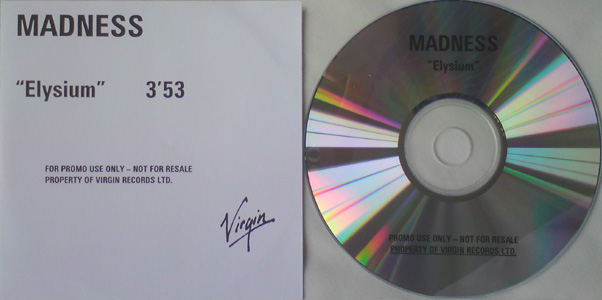 MADNESS
“Elysium” 3’53
FOR PROMO USE ONLY – NOT FOR RESALE
PROPERTY OF VIRGIN RECORDS LTD.
Virgin
MADNESS
“Elysium”
PROMO USE ONLY – NOT FOR RESALE
PROPERTY OF VIRGIN RECORDS LTD.